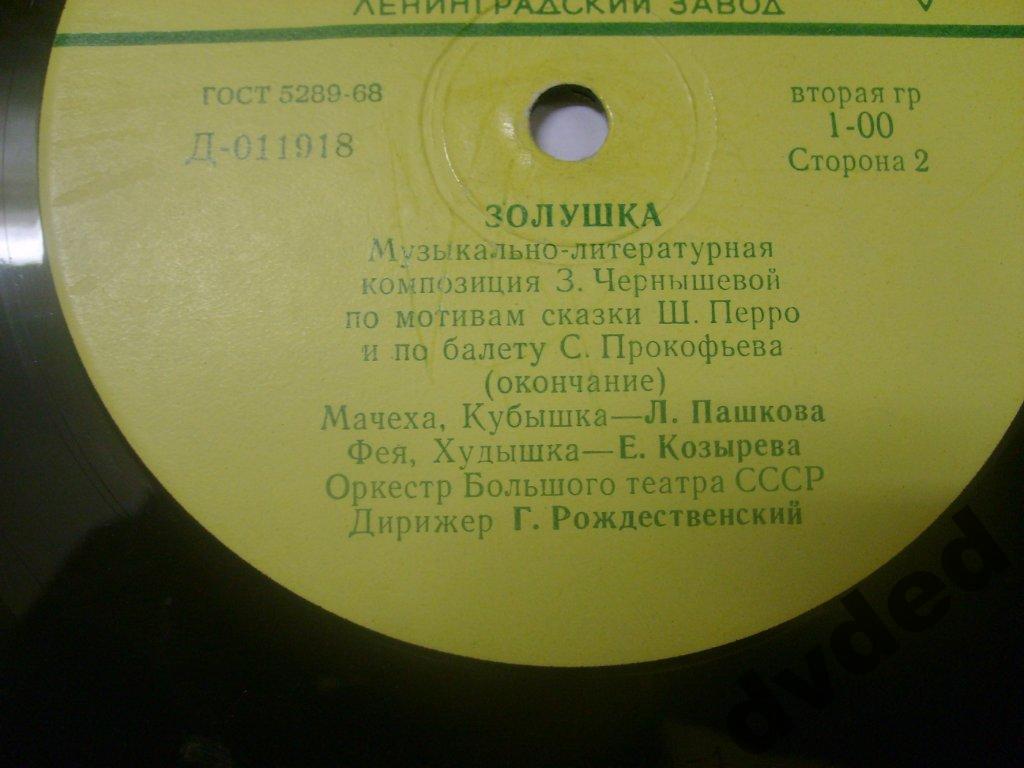 ЛЕНИНГРАДСКИЙ ЗАВОД
ГОСТ 5289-68
Д-011918
вторая гр
1-00
Сторона 2
ЗОЛУШКА
Музыкально-литературная
композиция З. Чернышевой
по мотивам сказки Ш. Перро
и по балету С. Прокофьева
(окончание)
Мачеха, Кубышка—Л. Пашкова
Фея, Худышка—Е. Козырева
Оркестр Большого театра СССР
Дирижер Г. Рождественский
dvded